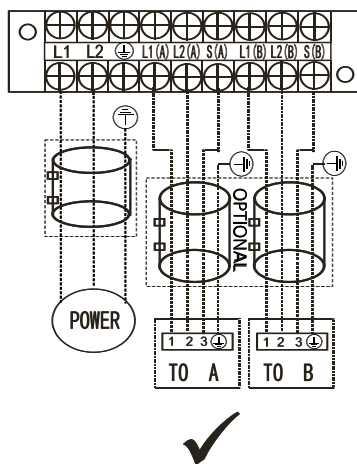 L1 L2 ⏚ L1(A) L2(A) S(A) L1(B) L2(B) S(B)
OPTIONAL
POWER
1 2 3 ⏚
TO A
1 2 3 ⏚
TO B